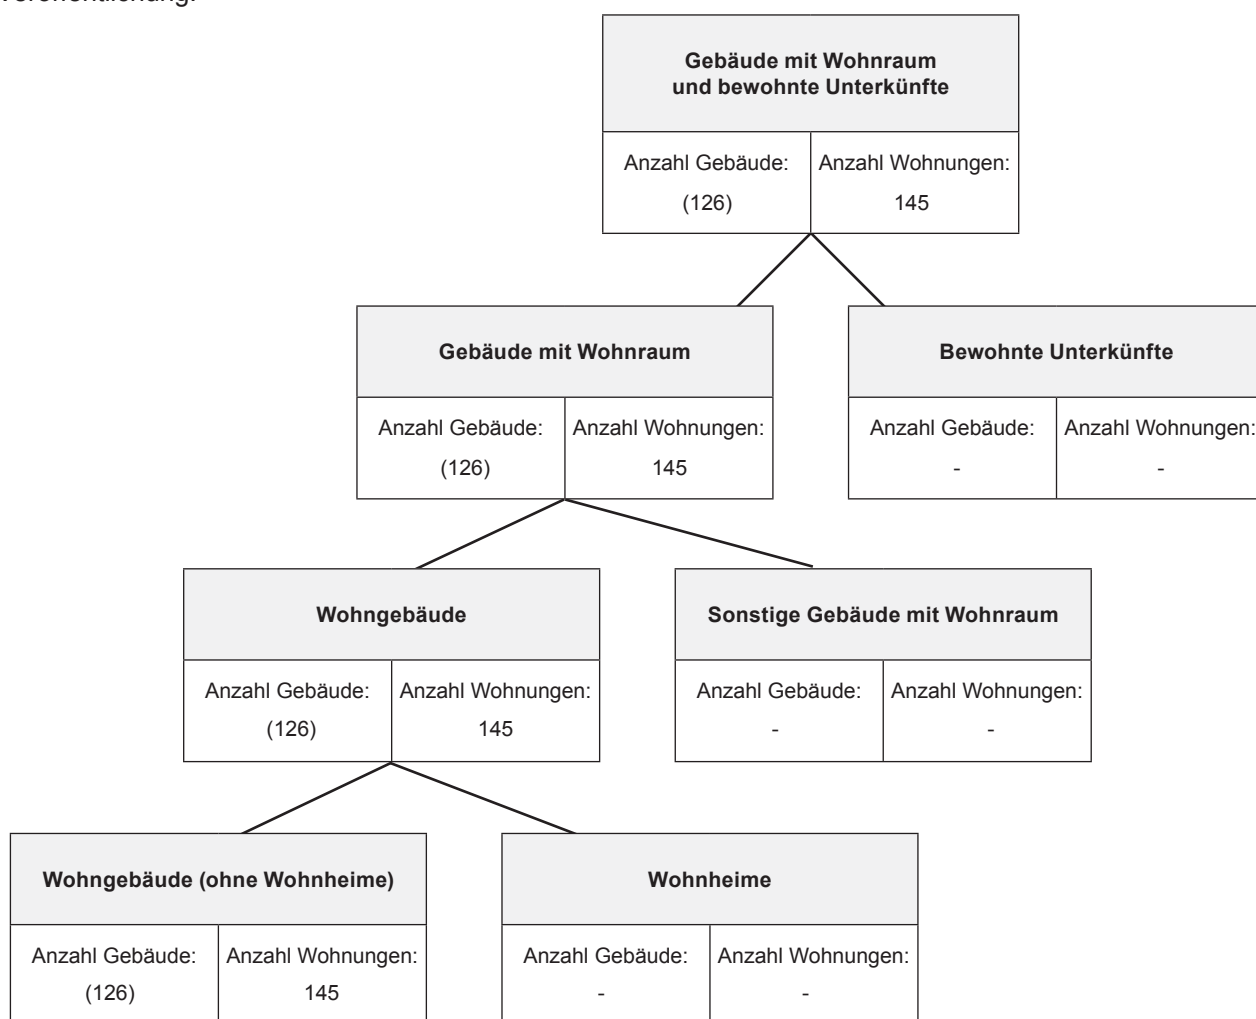 Veröffentlichung.
Gebäude mit Wohnraum
und bewohnte Unterkünfte
Anzahl Gebäude: Anzahl Wohnungen:
(126) 145
Gebäude mit Wohnraum Bewohnte Unterkünfte
Anzahl Gebäude: Anzahl Wohnungen: Anzahl Gebäude: Anzahl Wohnungen:
(126) 145 - -
Wohngebäude Sonstige Gebäude mit Wohnraum
Anzahl Gebäude: Anzahl Wohnungen: Anzahl Gebäude: Anzahl Wohnungen:
(126) 145 - -
Wohngebäude (ohne Wohnheime) Wohnheime
Anzahl Gebäude: Anzahl Wohnungen: Anzahl Gebäude: Anzahl Wohnungen:
(126) 145 - -